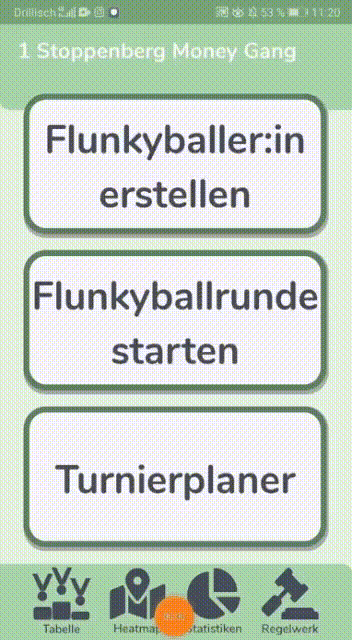 Drillisch 53 % 11:20
1 Stoppenberg Money Gang
Flunkyballer:in
erstellen
Flunkyballrunde
starten
Turnierplaner
Tabelle Heatmap Statistiken Regelwerk